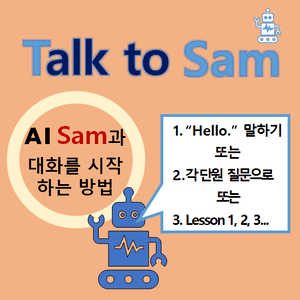 Talk to Sam
AI Sam과
대화를 시작
하는 방법
1. “Hello.” 말하기
또는
2. 각 단원 질문으로
또는
3. Lesson 1, 2, 3...